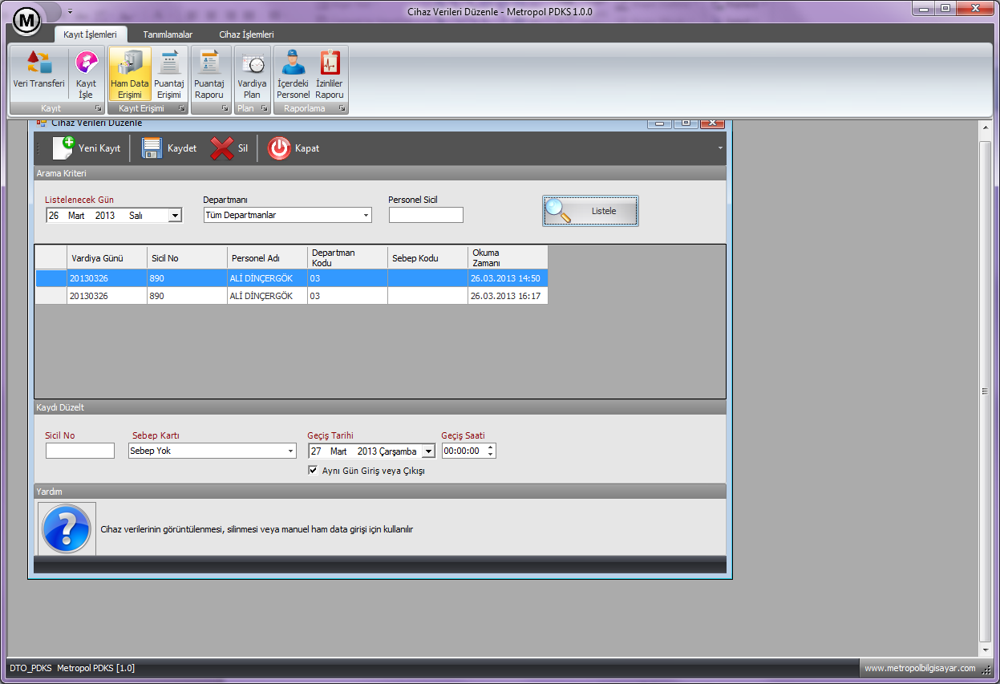 Cihaz Verileri Düzenle - Metropol PDKS 1.0.0
M
Kayıt İşlemleri Tanımlamalar Cihaz İşlemleri
Veri Transferi
Kayıt
İşle
Ham Data
Erişimi
Puantaj
Erişimi
Puantaj
Raporu
Vardiya
Plan
İçerdeki
Personel
İzinliler
Raporu
Kayıt Kayıt Erişimi Plan Raporlama
Cihaz Verileri Düzenle
Yeni Kayıt Kaydet Sil Kapat
Arama Kriteri
Listelenecek Gün Departmanı Personel Sicil
26 Mart 2013 Salı Tüm Departmanlar Listele
Vardiya Günü Sicil No Personel Adı Departman Kodu Sebep Kodu Okuma Zamanı
20130326 890 ALİ DİNÇERGÖK 03 26.03.2013 14:50
20130326 890 ALİ DİNÇERGÖK 03 26.03.2013 16:17
Kaydı Düzelt
Sicil No Sebep Kartı Geçiş Tarihi Geçiş Saati
Sebep Yok 27 Mart 2013 Çarşamba 00:00:00
Aynı Gün Giriş veya Çıkışı
Yardım
?
Cihaz verilerinin görüntülenmesi, silinmesi veya manuel ham data girişi için kullanılır
DTO_PDKS Metropol PDKS [1.0] www.metropolbilgisayar.com